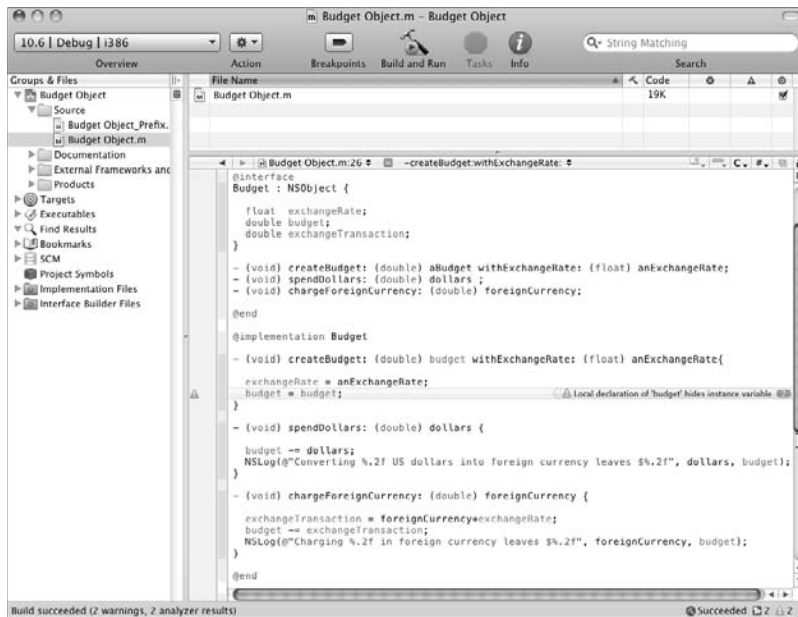 Budget Object.m – Budget Object
10.6 | Debug | i386
String Matching
Overview
Action
Breakpoints
Build and Run
Tasks
Info
Search
Groups & Files
File Name
Code
Budget Object
Budget Object.m
19K
Source
Budget Object_Prefix.
Budget Object.m
Documentation
External Frameworks and
Products
Targets
Executables
Find Results
Bookmarks
SCM
Project Symbols
Implementation Files
Interface Builder Files
Budget Object.m:26
-createBudget:withExchangeRate:
C
#
@interface
Budget : NSObject {
float exchangeRate;
double budget;
double exchangeTransaction;
}
- (void) createBudget: (double) aBudget withExchangeRate: (float) anExchangeRate;
- (void) spendDollars: (double) dollars ;
- (void) chargeForeignCurrency: (double) foreignCurrency;
@end
@implementation Budget
- (void) createBudget: (double) budget withExchangeRate: (float) anExchangeRate{
exchangeRate = anExchangeRate;
budget = budget;
Local declaration of 'budget' hides instance variable
}
- (void) spendDollars: (double) dollars {
budget -= dollars;
NSLog(@"Converting %.2f US dollars into foreign currency leaves $%.2f", dollars, budget);
}
- (void) chargeForeignCurrency: (double) foreignCurrency {
exchangeTransaction = foreignCurrency*exchangeRate;
budget -= exchangeTransaction;
NSLog(@"Charging %.2f in foreign currency leaves $%.2f", foreignCurrency, budget);
}
@end
Build succeeded (2 warnings, 2 analyzer results)
Succeeded
2
2